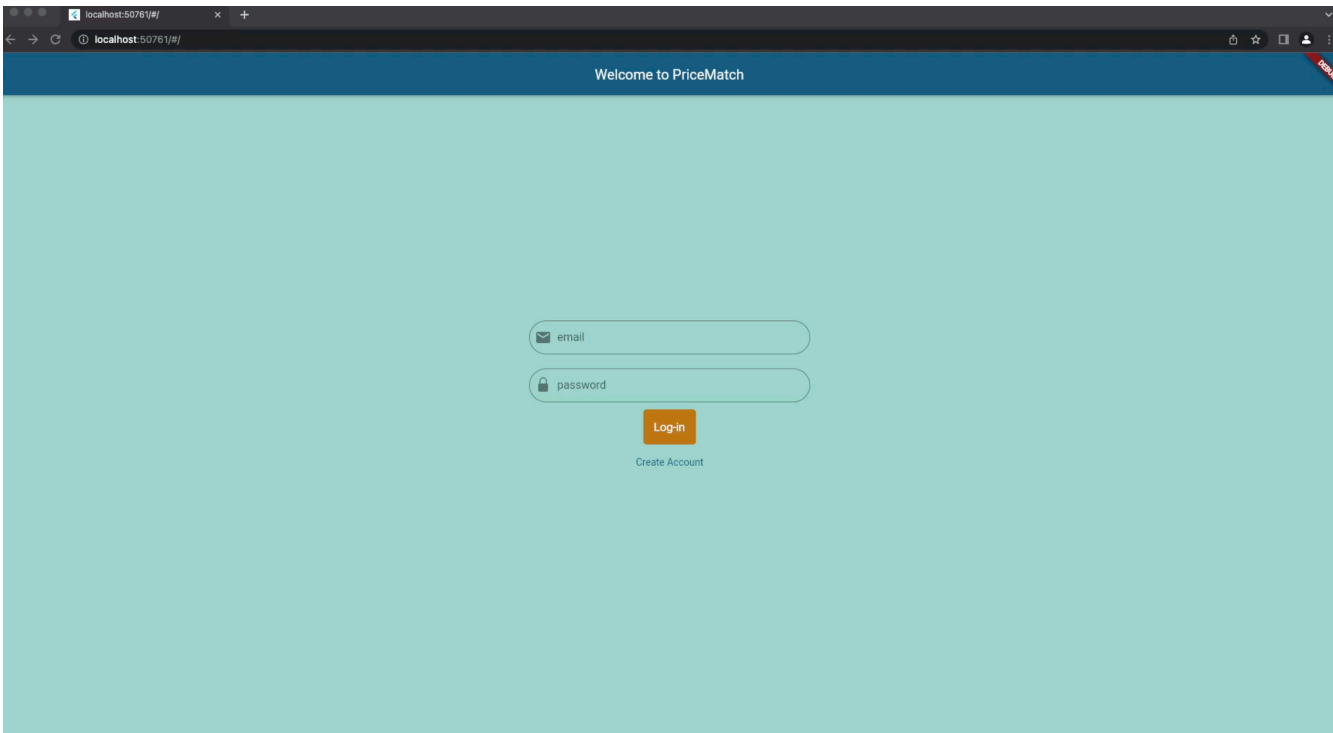 localhost:50761/#/
localhost:50761/#/
Welcome to PriceMatch
email
password
Log-in
Create Account